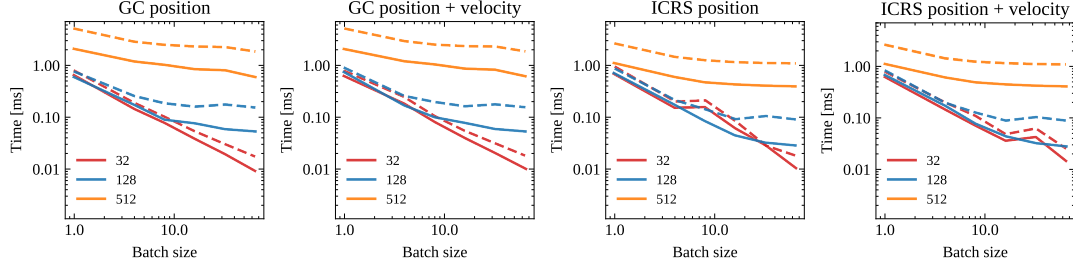 GC position
Time [ms]
1.00
0.10
0.01
32
128
512
1.0
10.0
Batch size
GC position + velocity
Time [ms]
1.00
0.10
0.01
32
128
512
1.0
10.0
Batch size
ICRS position
Time [ms]
1.00
0.10
0.01
32
128
512
1.0
10.0
Batch size
ICRS position + velocity
Time [ms]
1.00
0.10
0.01
32
128
512
1.0
10.0
Batch size